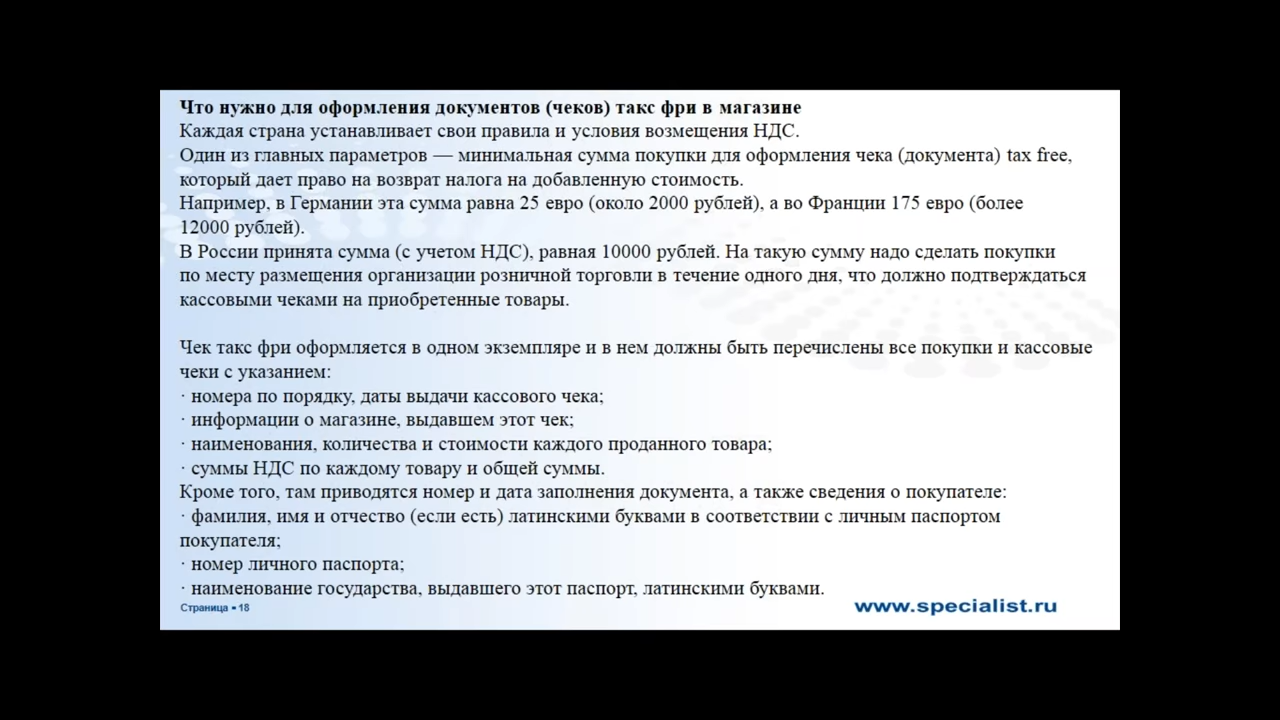 Что нужно для оформления документов (чеков) такс фри в магазине
Каждая страна устанавливает свои правила и условия возмещения НДС.
Один из главных параметров — минимальная сумма покупки для оформления чека (документа) tax free,
который дает право на возврат налога на добавленную стоимость.
Например, в Германии эта сумма равна 25 евро (около 2000 рублей), а во Франции 175 евро (более
12000 рублей).
В России принята сумма (с учетом НДС), равная 10000 рублей. На такую сумму надо сделать покупки
по месту размещения организации розничной торговли в течение одного дня, что должно подтверждаться
кассовыми чеками на приобретенные товары.
Чек такс фри оформляется в одном экземпляре и в нем должны быть перечислены все покупки и кассовые
чеки с указанием:
· номера по порядку, даты выдачи кассового чека;
· информации о магазине, выдавшем этот чек;
· наименования, количества и стоимости каждого проданного товара;
· суммы НДС по каждому товару и общей суммы.
Кроме того, там приводятся номер и дата заполнения документа, а также сведения о покупателе:
· фамилия, имя и отчество (если есть) латинскими буквами в соответствии с личным паспортом
покупателя;
· номер личного паспорта;
· наименование государства, выдавшего этот паспорт, латинскими буквами.
Страница ▪ 18
www.specialist.ru